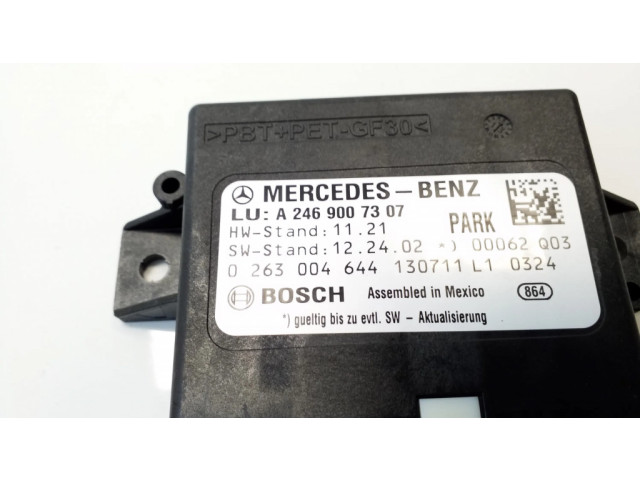 >PBT+PET-GF30<
MERCEDES-BENZ
LU: A 246 900 73 07
HW-Stand: 11.21 PARK
SW-Stand: 12.24.02 *) 00062 Q03
0 263 004 644 130711 L1 0324
BOSCH Assembled in Mexico 864
*) gueltig bis zu evtl. SW - Aktualisierung